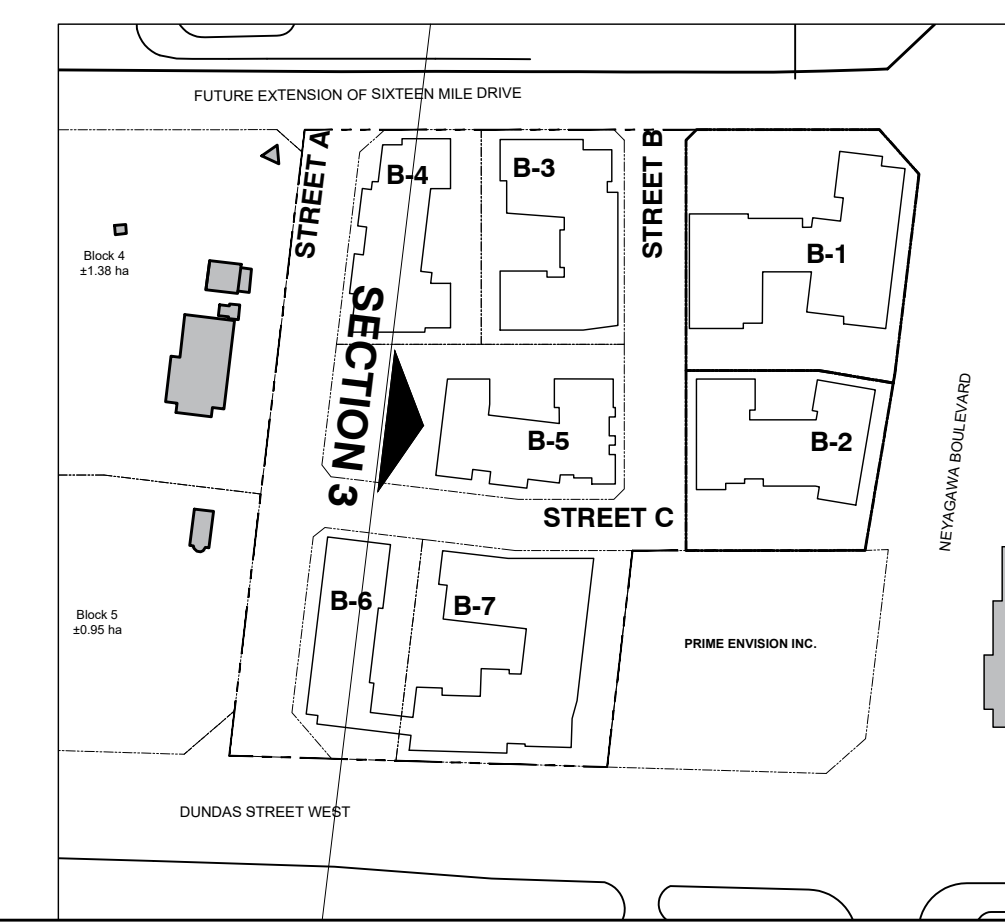 FUTURE EXTENSION OF SIXTEEN MILE DRIVE
STREET A
B-4
B-3
STREET B
B-1
Block 4
±1.38 ha
SECTION 3
B-5
B-2
NEYAGAWA BOULEVARD
STREET C
B-6
B-7
Block 5
±0.95 ha
PRIME ENVISION INC.
DUNDAS STREET WEST